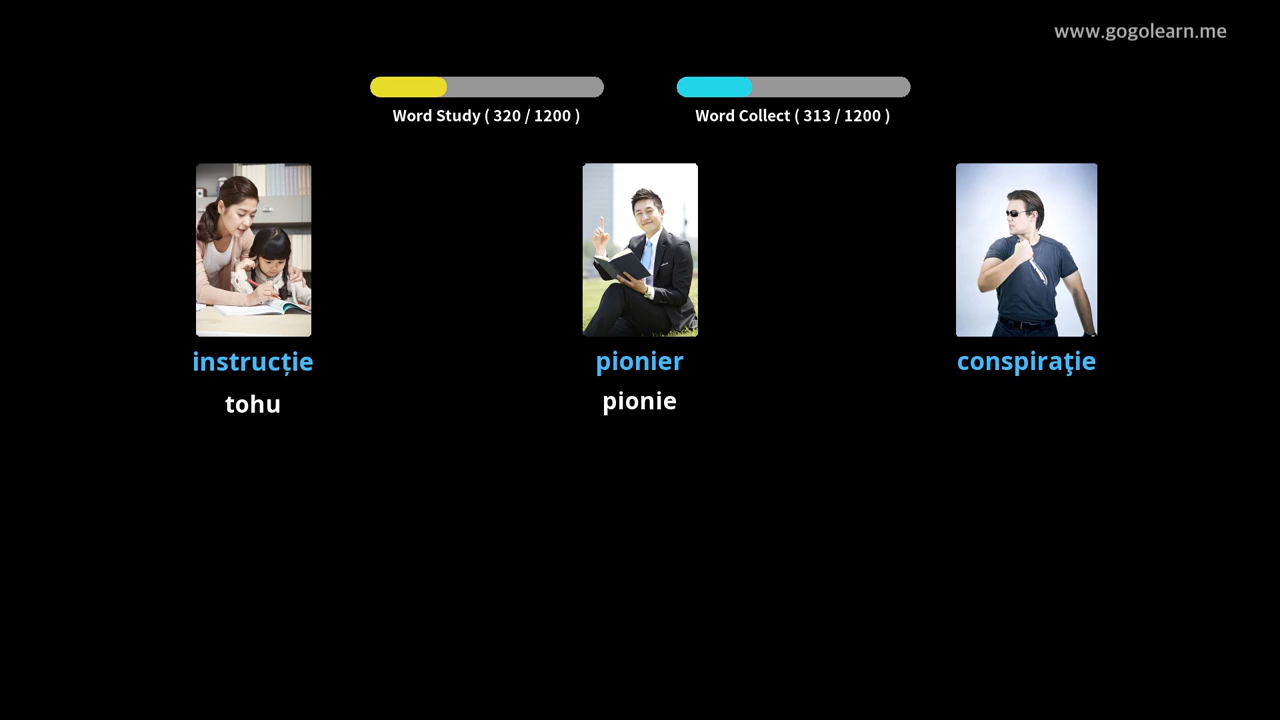 www.gogolearn.me
Word Study ( 320 / 1200 )
Word Collect ( 313 / 1200 )
instrucție
pionier
conspiraţie
tohu
pionie